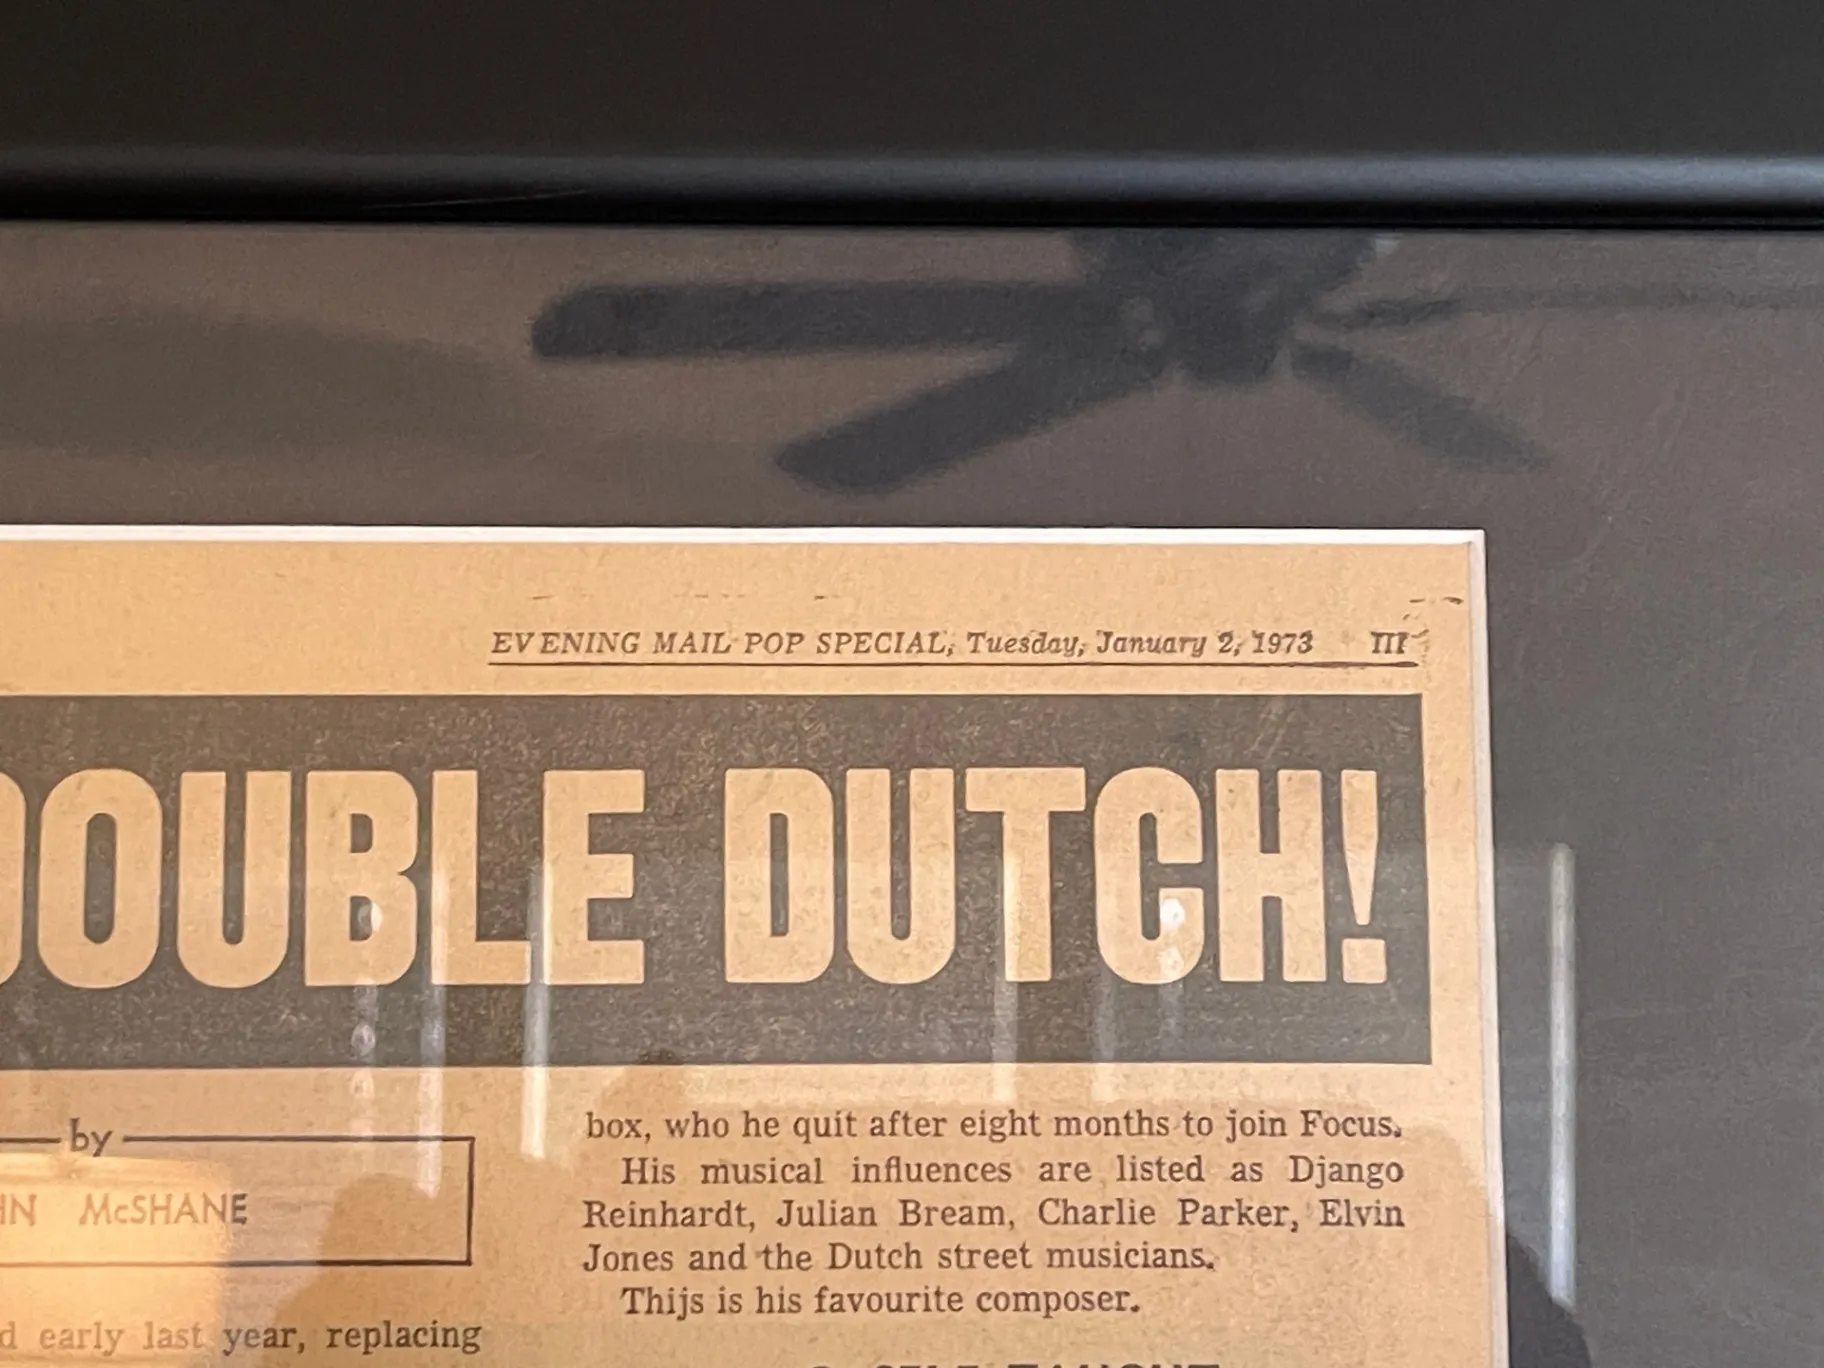 EVENING MAIL POP SPECIAL, Tuesday, January 2, 1973 III
DOUBLE DUTCH!
by
McSHANE
early last year, replacing
box, who he quit after eight months to join Focus.
His musical influences are listed as Django
Reinhardt, Julian Bream, Charlie Parker, Elvin
Jones and the Dutch street musicians.
Thijs is his favourite composer.